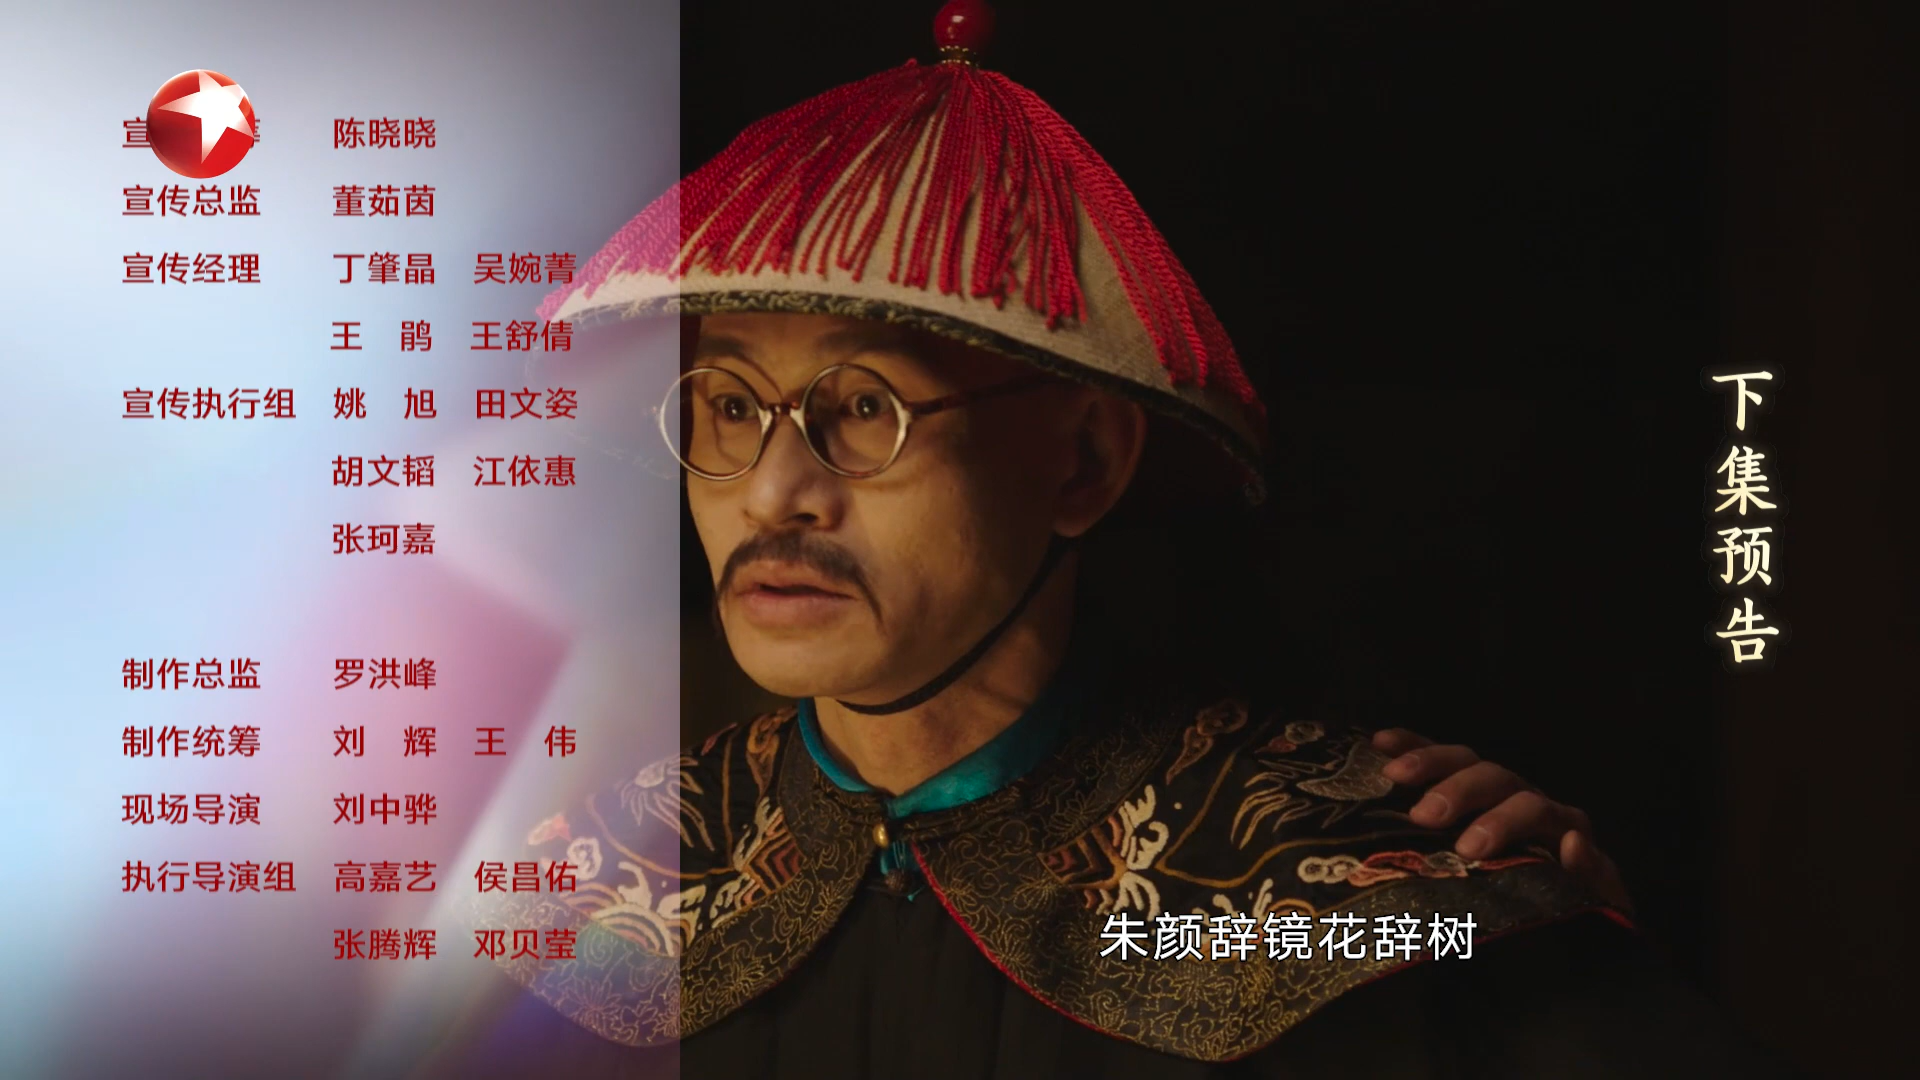 宣 陈晓晓
宣传总监 董茹茵
宣传经理 丁肇晶 吴婉菁
王 鹃 王舒倩
宣传执行组 姚 旭 田文姿
胡文韬 江依惠
张珂嘉
制作总监 罗洪峰
制作统筹 刘 辉 王 伟
现场导演 刘中骅
执行导演组 高嘉艺 侯昌佑
张腾辉 邓贝莹
下集预告
朱颜辞镜花辞树